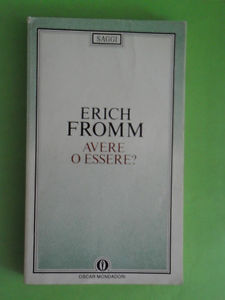 SAGGI
ERICH
FROMM
AVERE
O ESSERE?
OSCAR MONDADORI